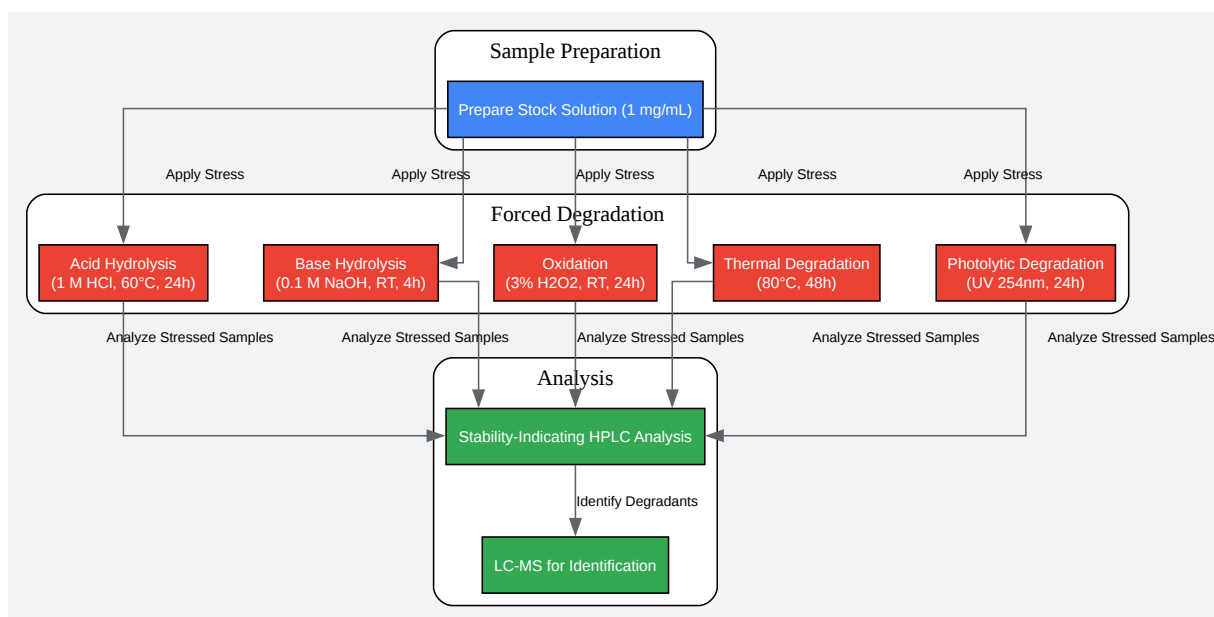 Sample Preparation
Prepare Stock Solution (1 mg/mL)
Apply Stress
Apply Stress
Apply Stress
Apply Stress
Apply Stress
Forced Degradation
Acid Hydrolysis
(1 M HCl, 60°C, 24h)
Base Hydrolysis
(0.1 M NaOH, RT, 4h)
Oxidation
(3% H2O2, RT, 24h)
Thermal Degradation
(80°C, 48h)
Photolytic Degradation
(UV 254nm, 24h)
Analyze Stressed Samples
Analyze Stressed Samples
Analyze Stressed Samples
Analyze Stressed Samples
Analyze Stressed Samples
Analysis
Stability-Indicating HPLC Analysis
Identify Degradants
LC-MS for Identification